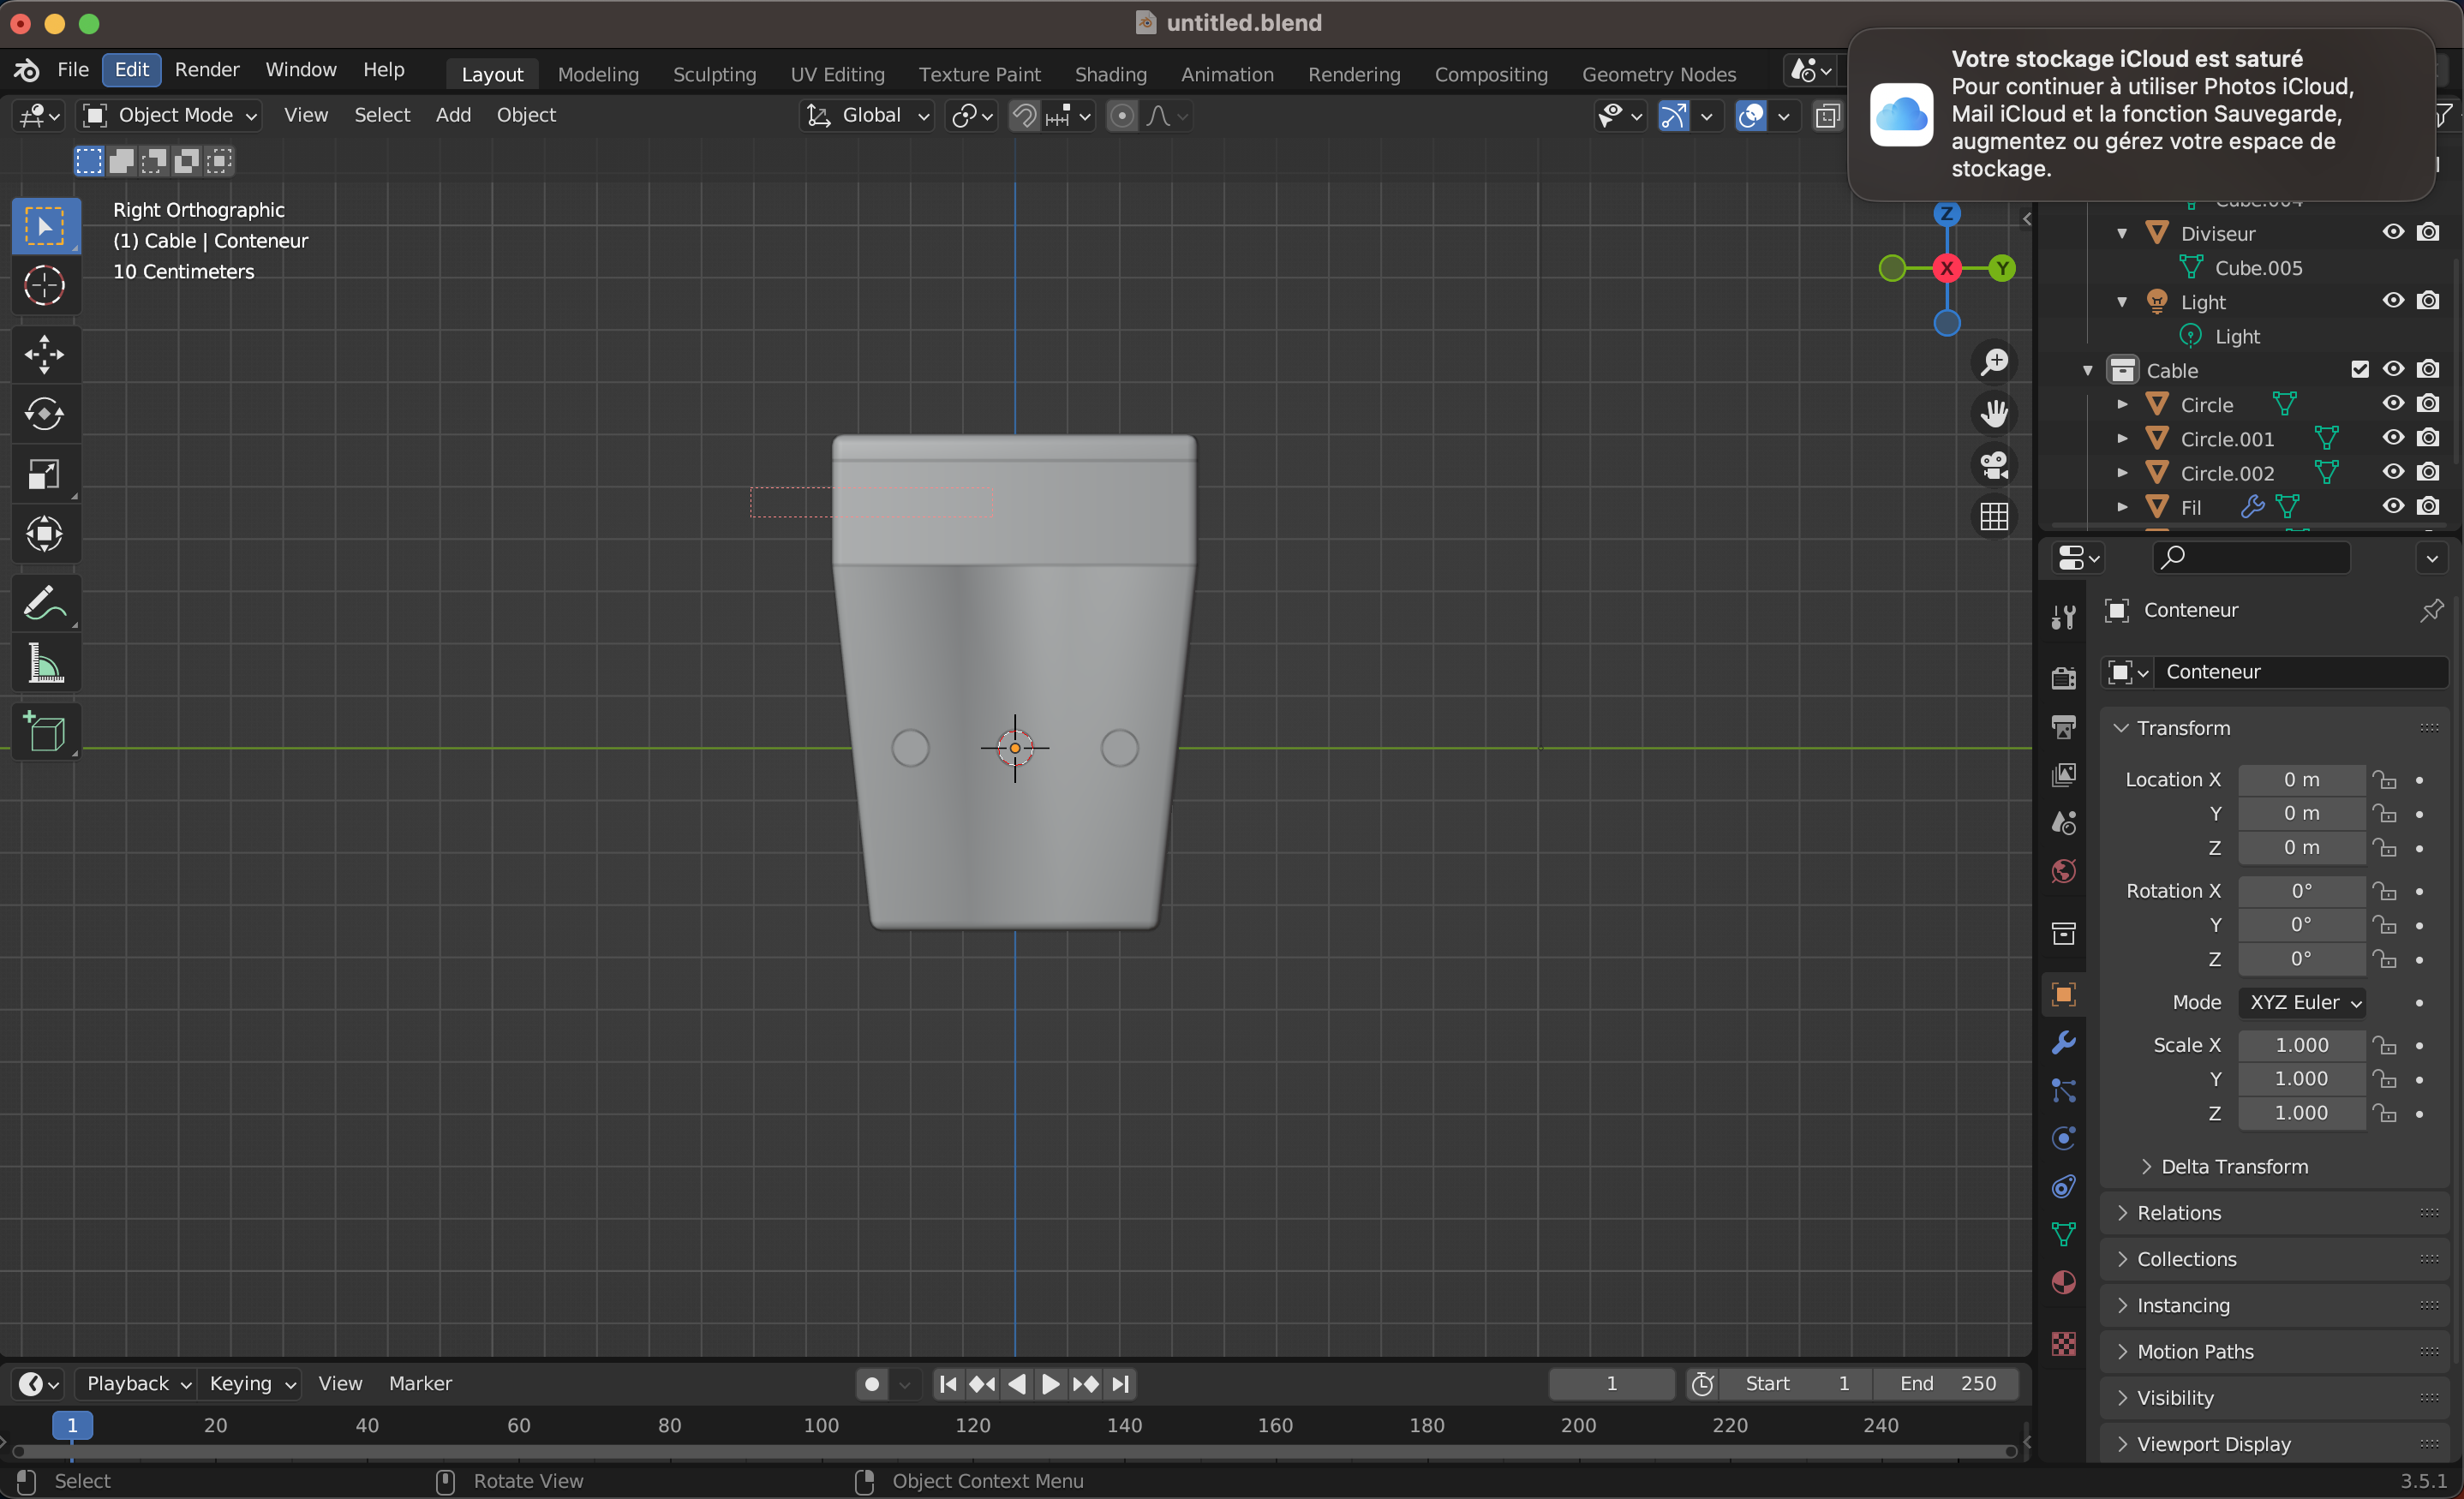 untitled.blend
File Edit Render Window Help
Layout Modeling Sculpting UV Editing Texture Paint Shading Animation Rendering Compositing Geometry Nodes
Votre stockage iCloud est saturé
Pour continuer à utiliser Photos iCloud,
Mail iCloud et la fonction Sauvegarde,
augmentez ou gérez votre espace de
stockage.
Object Mode View Select Add Object Global
Right Orthographic
(1) Cable | Conteneur
10 Centimeters
Z
X
Y
Cube.004
Diviseur
Cube.005
Light
Light
Cable
Circle
Circle.001
Circle.002
Fil
Conteneur
Conteneur
Transform
Location X 0 m
Y 0 m
Z 0 m
Rotation X 0°
Y 0°
Z 0°
Mode XYZ Euler
Scale X 1.000
Y 1.000
Z 1.000
Delta Transform
Relations
Collections
Instancing
Motion Paths
Visibility
Viewport Display
Playback Keying View Marker 1 Start 1 End 250
1 20 40 60 80 100 120 140 160 180 200 220 240
Select Rotate View Object Context Menu 3.5.1